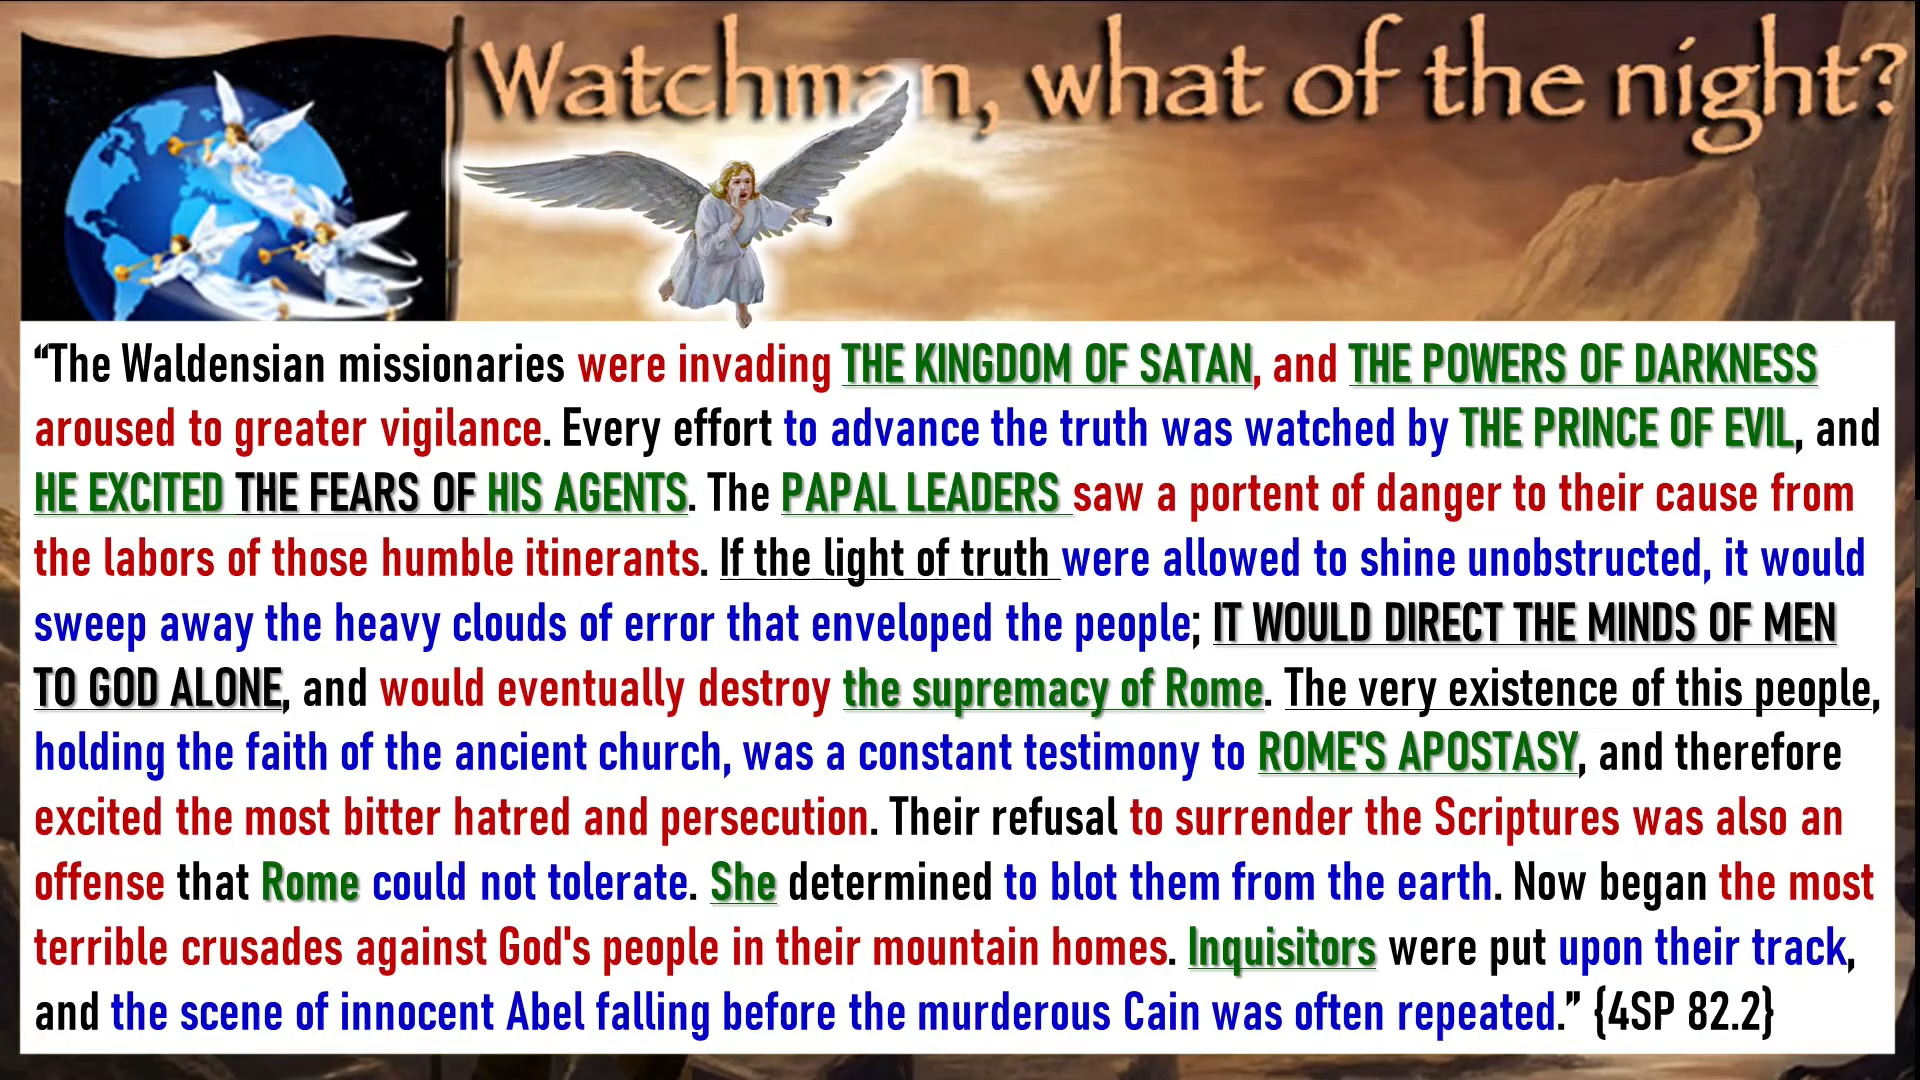 Watchman, what of the night?
“The Waldensian missionaries were invading THE KINGDOM OF SATAN, and THE POWERS OF DARKNESS
aroused to greater vigilance. Every effort to advance the truth was watched by THE PRINCE OF EVIL, and
HE EXCITED THE FEARS OF HIS AGENTS. The PAPAL LEADERS saw a portent of danger to their cause from
the labors of those humble itinerants. If the light of truth were allowed to shine unobstructed, it would
sweep away the heavy clouds of error that enveloped the people; IT WOULD DIRECT THE MINDS OF MEN
TO GOD ALONE, and would eventually destroy the supremacy of Rome. The very existence of this people,
holding the faith of the ancient church, was a constant testimony to ROME'S APOSTASY, and therefore
excited the most bitter hatred and persecution. Their refusal to surrender the Scriptures was also an
offense that Rome could not tolerate. She determined to blot them from the earth. Now began the most
terrible crusades against God's people in their mountain homes. Inquisitors were put upon their track,
and the scene of innocent Abel falling before the murderous Cain was often repeated.” {4SP 82.2}